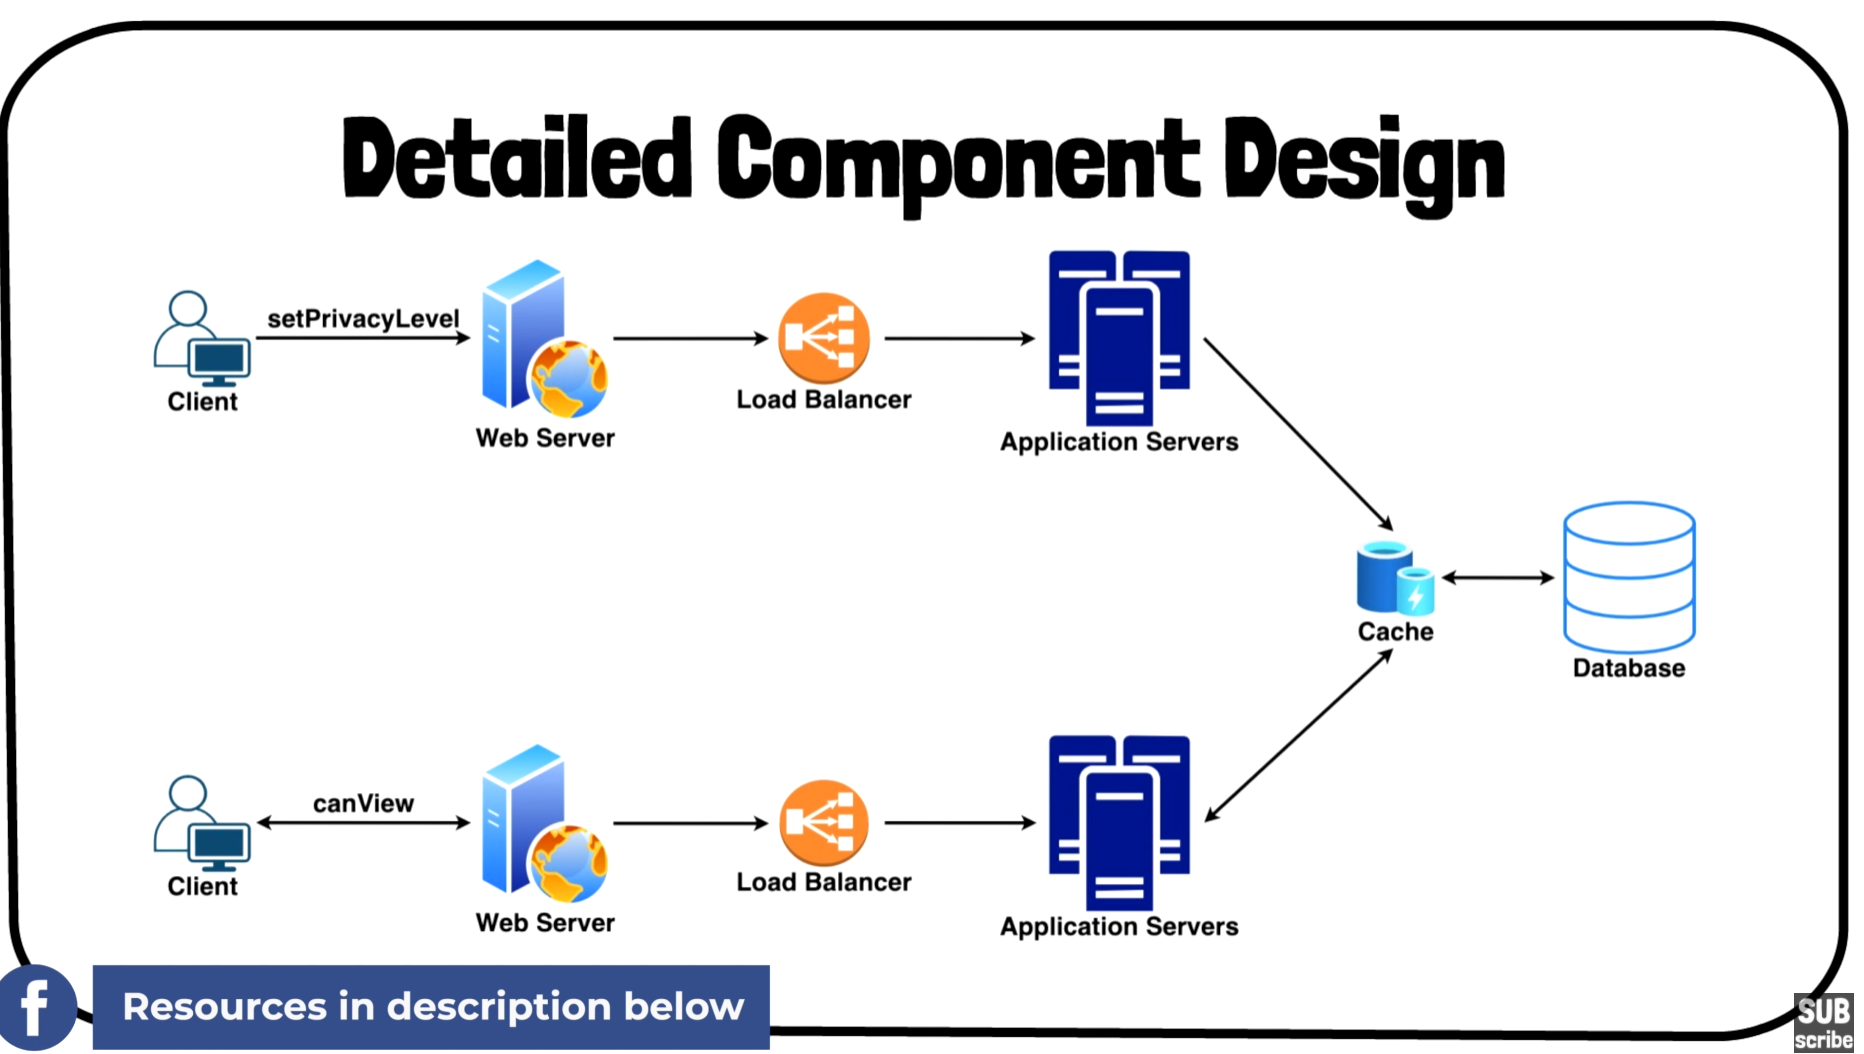 Detailed Component Design
setPrivacyLevel
Client
Web Server
Load Balancer
Application Servers
Cache
Database
canView
Client
Web Server
Load Balancer
Application Servers
f
Resources in description below
SUB
scribe